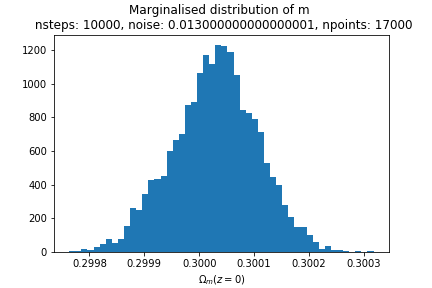 Marginalised distribution of m
nsteps: 10000, noise: 0.013000000000000001, npoints: 17000
1200
1000
800
600
400
200
0
0.2998 0.2999 0.3000 0.3001 0.3002 0.3003
Ωm(z = 0)